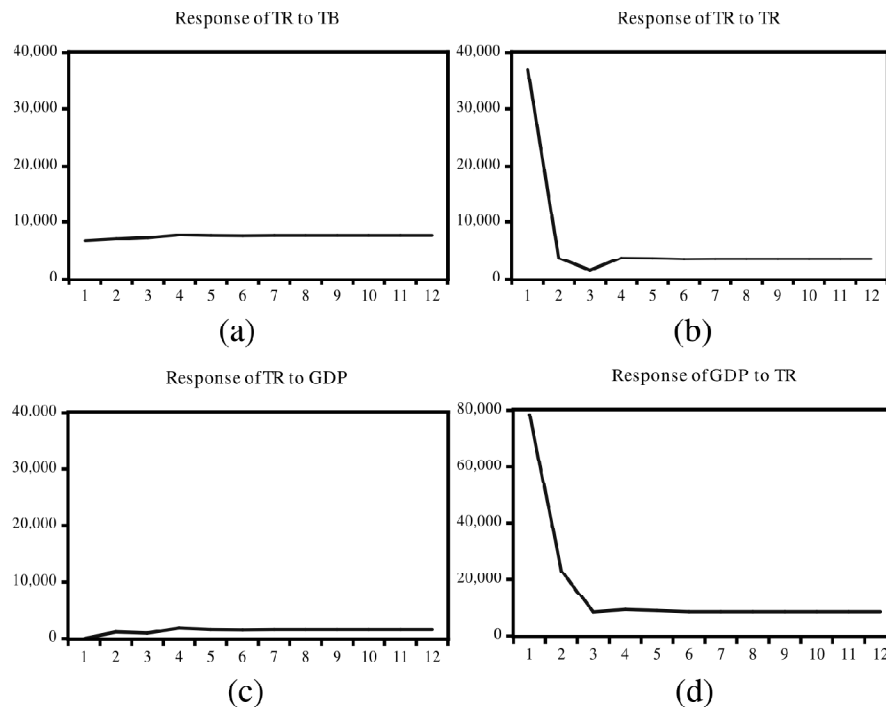 Response of TR to TB
40,000
30,000
20,000
10,000
0
1 2 3 4 5 6 7 8 9 10 11 12
(a)
Response of TR to TR
40,000
30,000
20,000
10,000
0
1 2 3 4 5 6 7 8 9 10 11 12
(b)
Response of TR to GDP
40,000
30,000
20,000
10,000
0
1 2 3 4 5 6 7 8 9 10 11 12
(c)
Response of GDP to TR
80,000
60,000
40,000
20,000
0
1 2 3 4 5 6 7 8 9 10 11 12
(d)